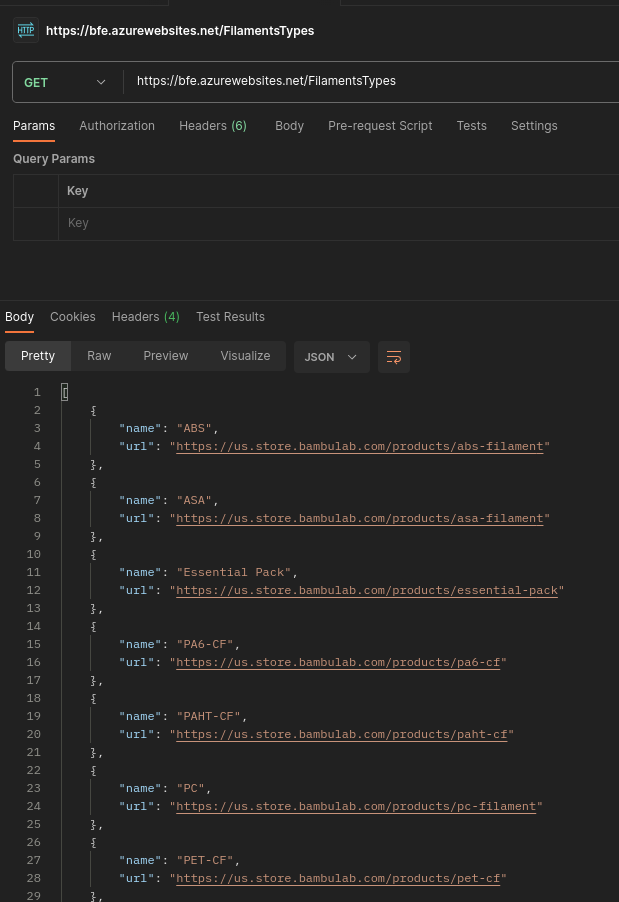 HTTP https://bfe.azurewebsites.net/FilamentsTypes
GET https://bfe.azurewebsites.net/FilamentsTypes
Params Authorization Headers (6) Body Pre-request Script Tests Settings
Query Params
Key
Key
Body Cookies Headers (4) Test Results
Pretty Raw Preview Visualize JSON
1 [
2 {
3 "name": "ABS",
4 "url": "https://us.store.bambulab.com/products/abs-filament"
5 },
6 {
7 "name": "ASA",
8 "url": "https://us.store.bambulab.com/products/asa-filament"
9 },
10 {
11 "name": "Essential Pack",
12 "url": "https://us.store.bambulab.com/products/essential-pack"
13 },
14 {
15 "name": "PA6-CF",
16 "url": "https://us.store.bambulab.com/products/pa6-cf"
17 },
18 {
19 "name": "PAHT-CF",
20 "url": "https://us.store.bambulab.com/products/paht-cf"
21 },
22 {
23 "name": "PC",
24 "url": "https://us.store.bambulab.com/products/pc-filament"
25 },
26 {
27 "name": "PET-CF",
28 "url": "https://us.store.bambulab.com/products/pet-cf"
29 },